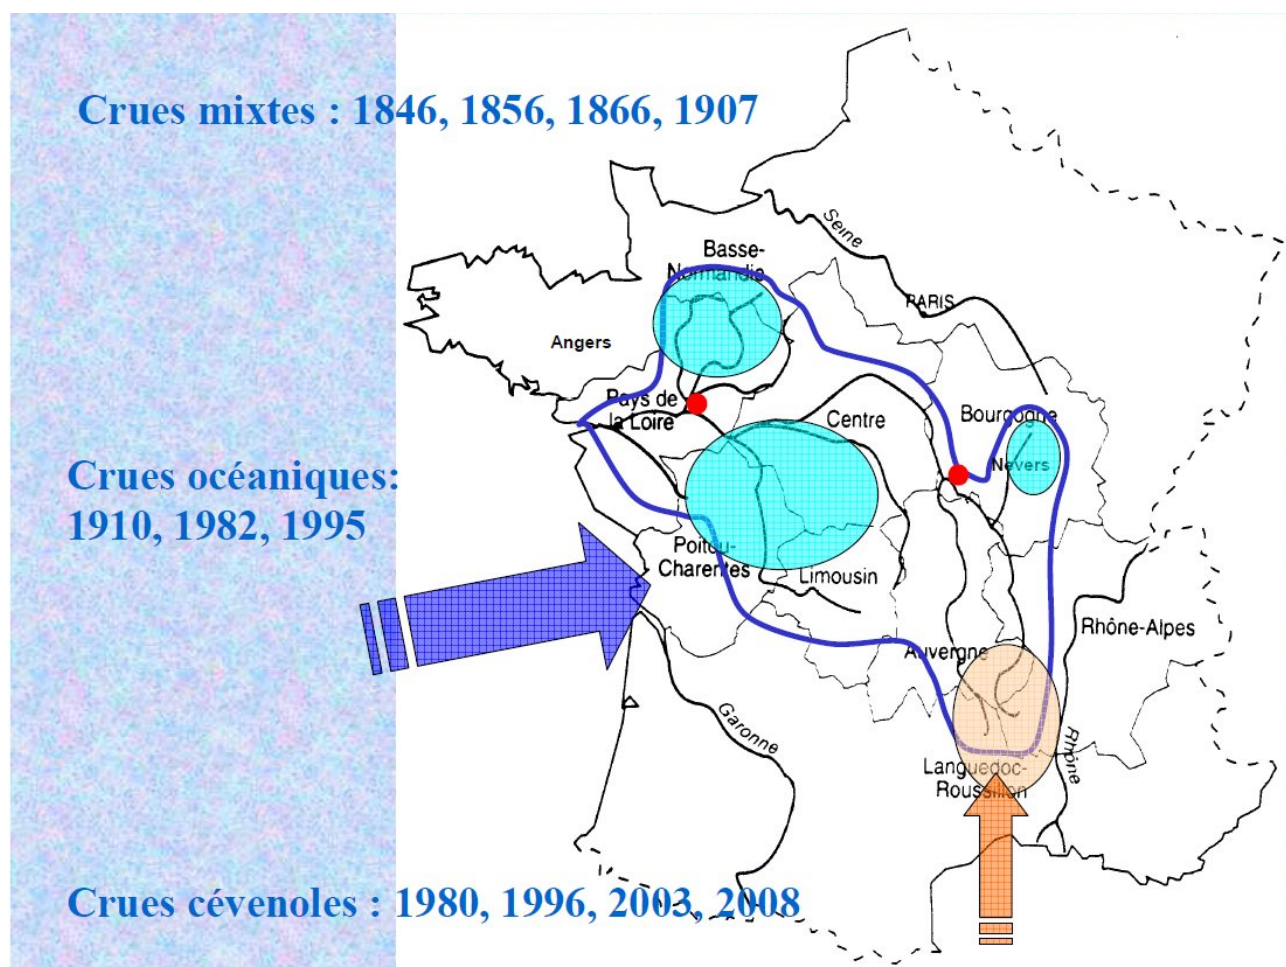 Crues mixtes : 1846, 1856, 1866, 1907
Seine
Basse-
Normandie
PARIS
Angers
Pays de
la Loire
Centre
Bourgogne
Nevers
Crues océaniques:
1910, 1982, 1995
Poitou-
Charentes
Limousin
Rhône-Alpes
Auvergne
Garonne
Rhône
Languedoc-
Roussillon
Crues cévenoles : 1980, 1996, 2003, 2008